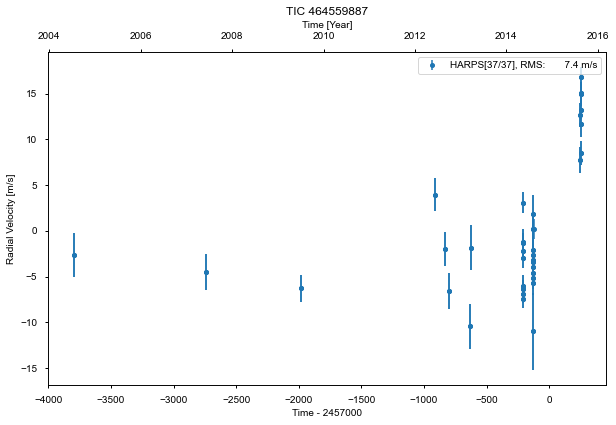 TIC 464559887
Time [Year]
2004 2006 2008 2010 2012 2014 2016
HARPS[37/37], RMS: 7.4 m/s
15
10
5
0
−5
−10
−15
Radial Velocity [m/s]
−4000 −3500 −3000 −2500 −2000 −1500 −1000 −500 0
Time - 2457000